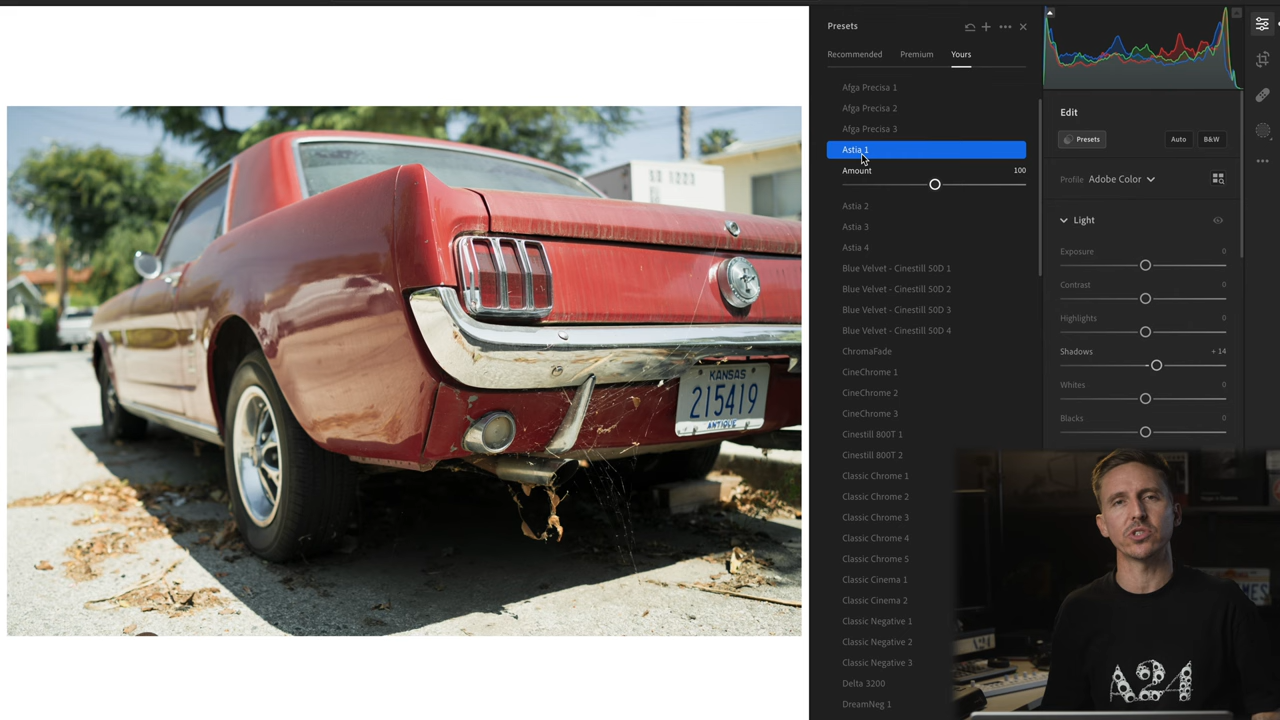 Presets
Recommended
Premium
Yours
Afga Precisa 1
Afga Precisa 2
Afga Precisa 3
Astia 1
Amount
100
Astia 2
Astia 3
Astia 4
Blue Velvet - Cinestill 50D 1
Blue Velvet - Cinestill 50D 2
Blue Velvet - Cinestill 50D 3
Blue Velvet - Cinestill 50D 4
ChromaFade
CineChrome 1
CineChrome 2
CineChrome 3
Cinestill 800T 1
Cinestill 800T 2
Classic Chrome 1
Classic Chrome 2
Classic Chrome 3
Classic Chrome 4
Classic Chrome 5
Classic Cinema 1
Classic Cinema 2
Classic Negative 1
Classic Negative 2
Classic Negative 3
Delta 3200
DreamNeg 1
Edit
Presets
Auto
B&W
Profile
Adobe Color
Light
Exposure
0
Contrast
0
Highlights
0
Shadows
+ 14
Whites
0
Blacks
0
KANSAS
215419
ANTIQUE
A24